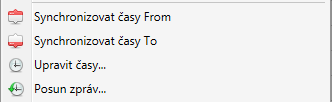 Synchronizovat časy From
Synchronizovat časy To
Upravit časy...
Posun zpráv...